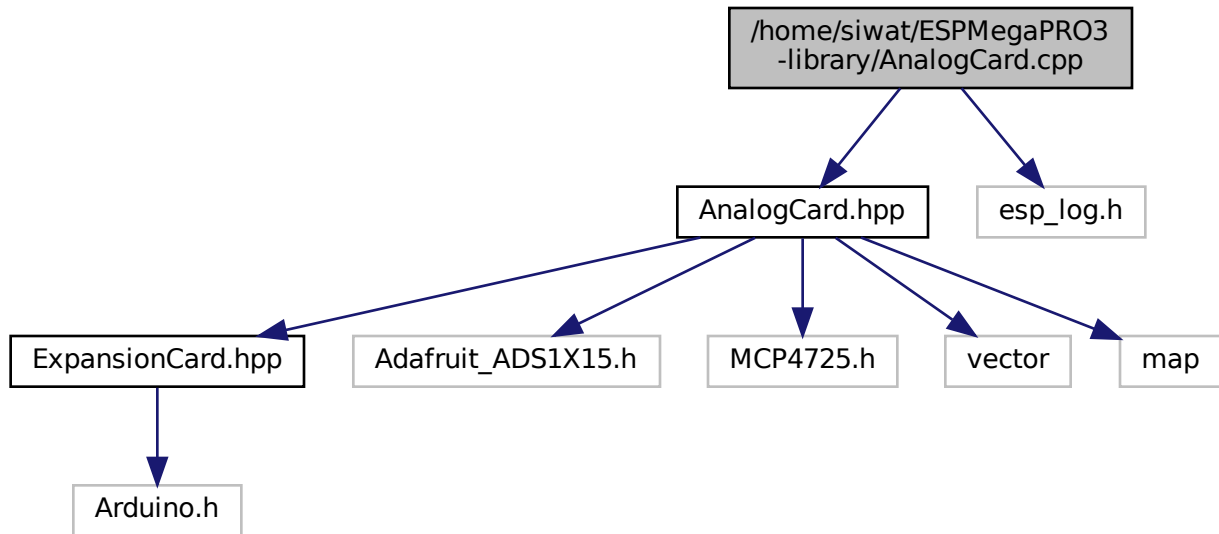 /home/siwat/ESPMegaPRO3
-library/AnalogCard.cpp
AnalogCard.hpp
esp_log.h
ExpansionCard.hpp
Adafruit_ADS1X15.h
MCP4725.h
vector
map
Arduino.h